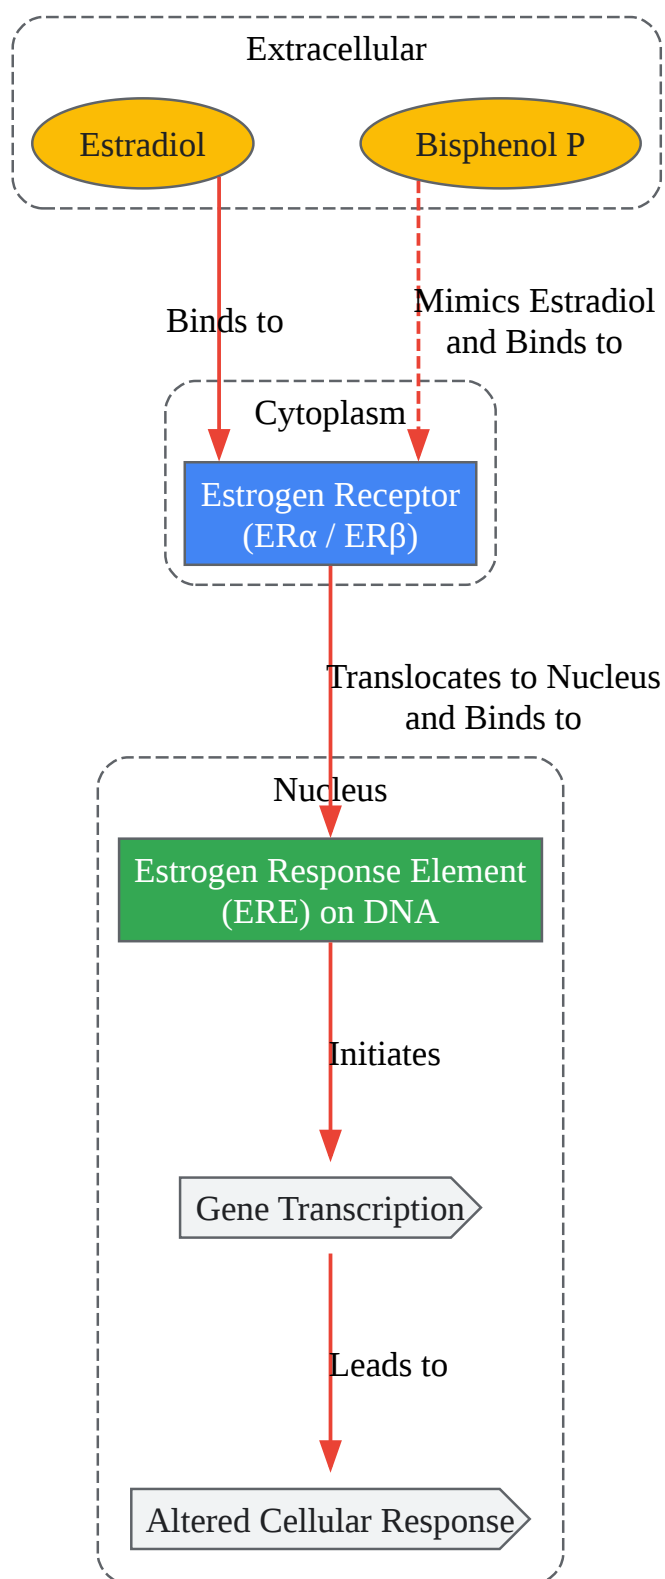 Extracellular
Estradiol
Bisphenol P
Binds to
Mimics Estradiol
and Binds to
Cytoplasm
Estrogen Receptor
(ERα / ERβ)
Translocates to Nucleus
and Binds to
Nucleus
Estrogen Response Element
(ERE) on DNA
Initiates
Gene Transcription
Leads to
Altered Cellular Response